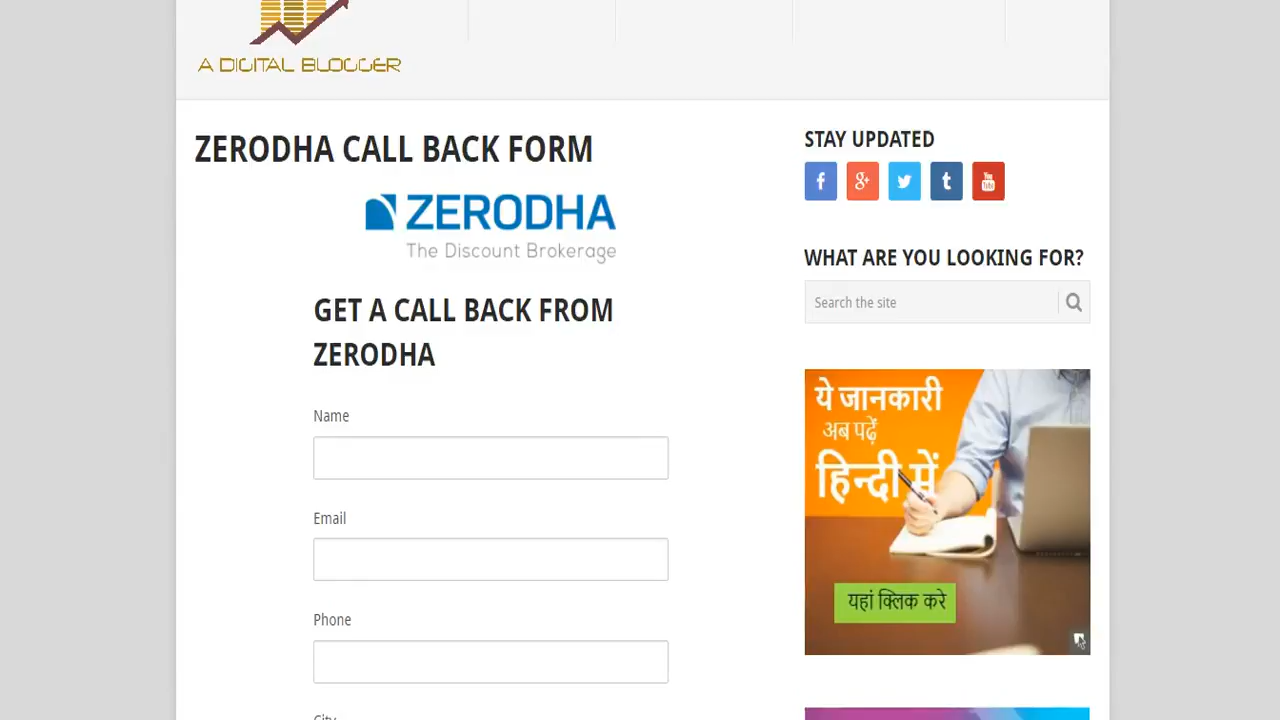 A DIGITAL BLOGGER
ZERODHA CALL BACK FORM
ZERODHA
The Discount Brokerage
GET A CALL BACK FROM
ZERODHA
Name
Email
Phone
City
STAY UPDATED
WHAT ARE YOU LOOKING FOR?
Search the site
ये जानकारी
अब पढ़ें
हिन्दी में
यहां क्लिक करे